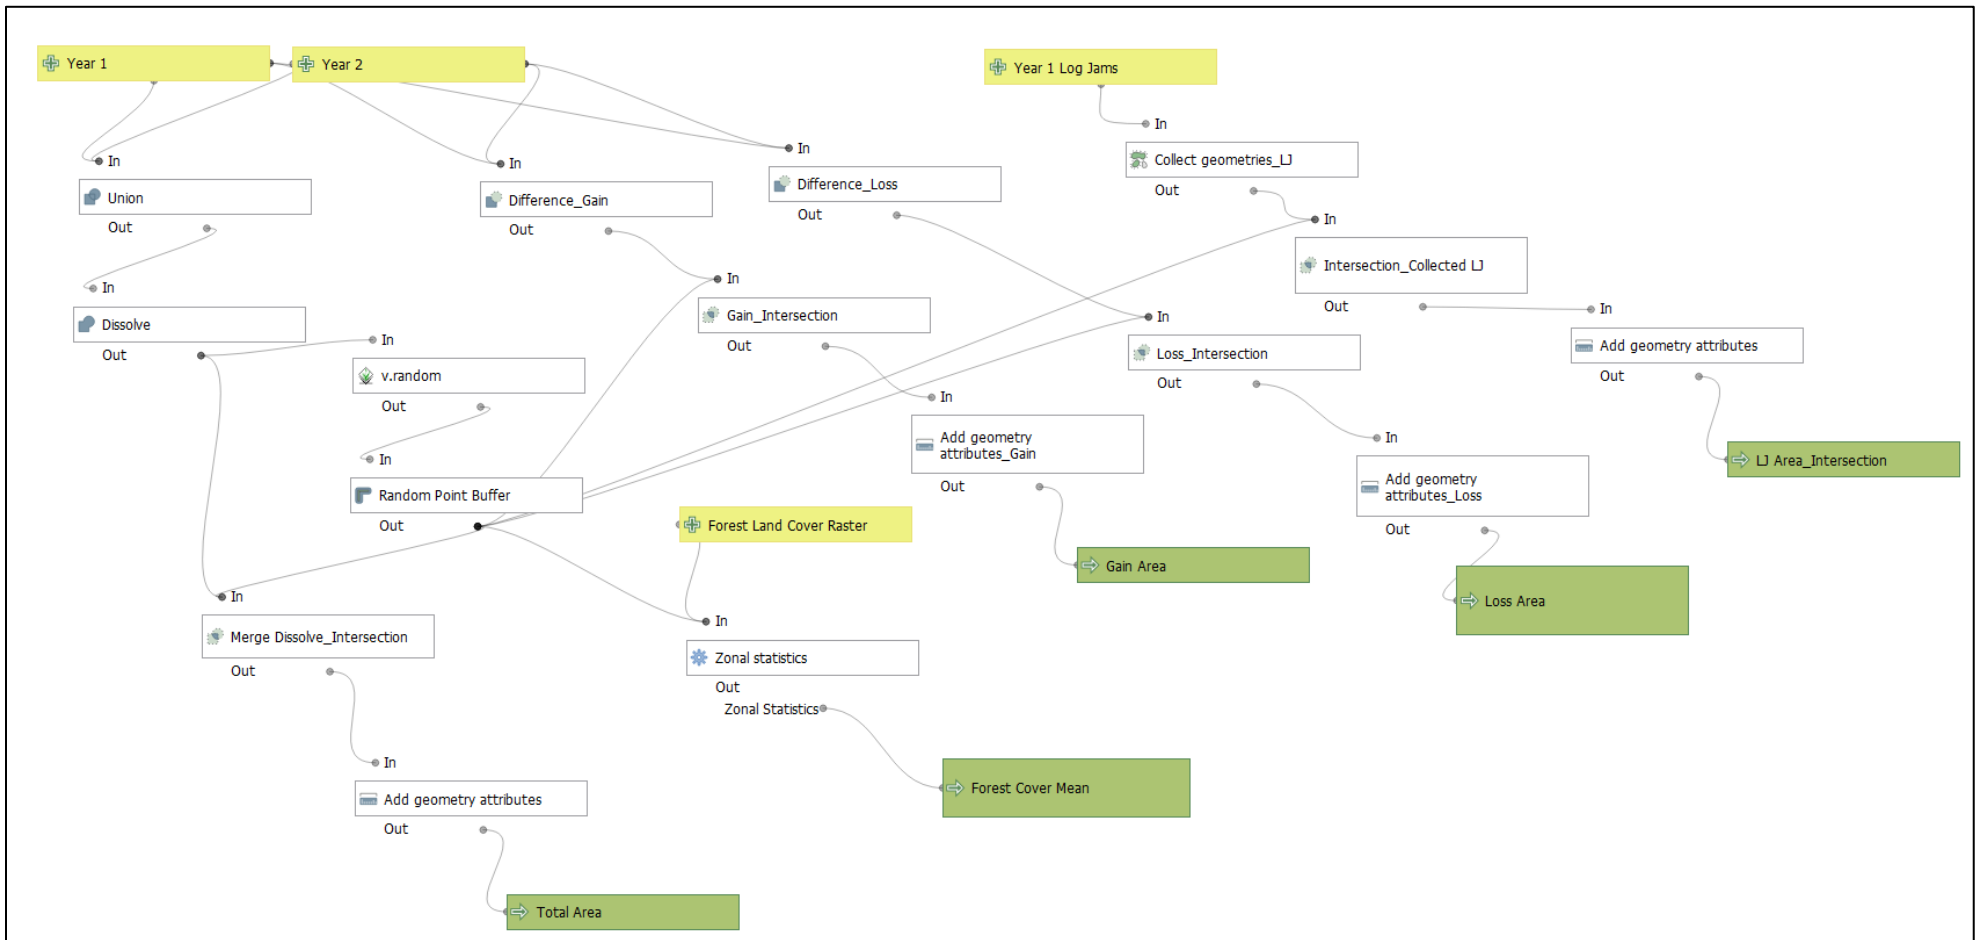 Year 1
Year 2
Year 1 Log Jams
In
Collect geometries_LJ
Out
In
Union
Out
In
Difference_Gain
Out
In
Difference_Loss
Out
In
Intersection_Collected LJ
Out
In
Dissolve
Out
In
Gain_Intersection
Out
In
Loss_Intersection
Out
In
Add geometry attributes
Out
In
v.random
Out
In
Add geometry
attributes_Gain
Out
In
Add geometry
attributes_Loss
Out
LJ Area_Intersection
In
Random Point Buffer
Out
Forest Land Cover Raster
Gain Area
Loss Area
In
Merge Dissolve_Intersection
Out
In
Zonal statistics
Out
Zonal Statistics
In
Add geometry attributes
Out
Forest Cover Mean
Total Area